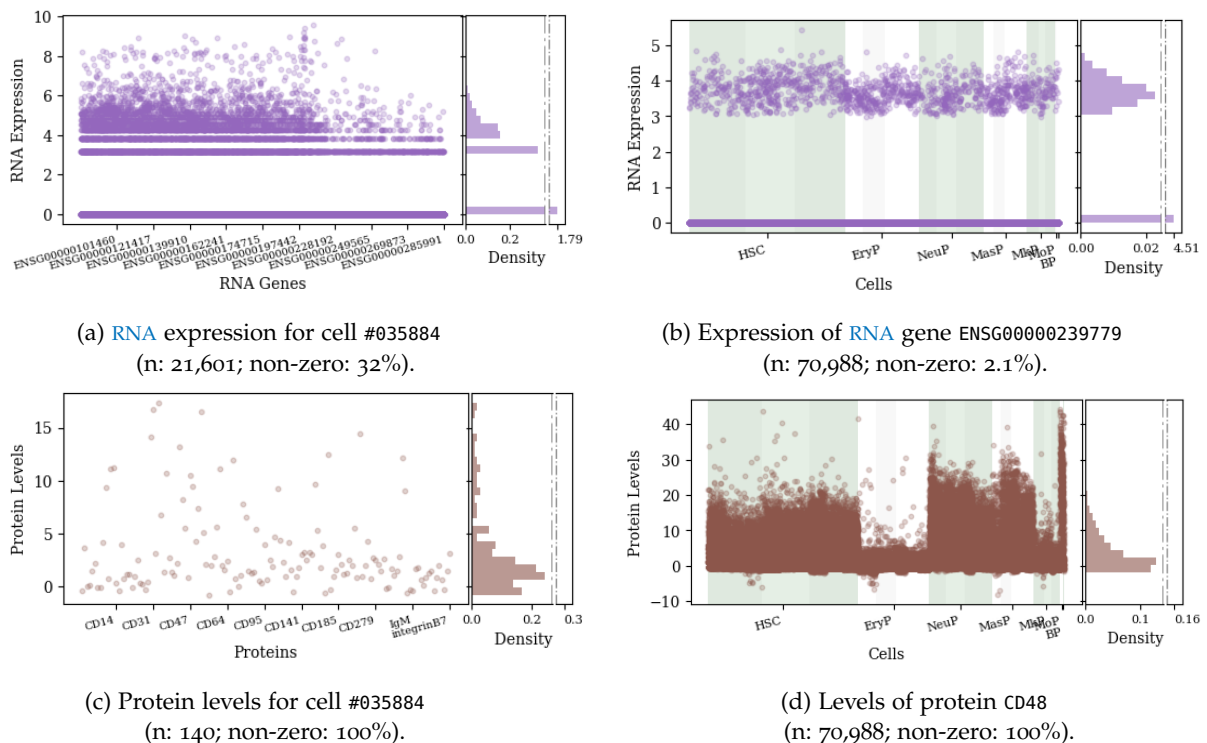 10
8
6
4
2
0
RNA Expression
ENSG00000101460
ENSG00000121417
ENSG00000139910
ENSG00000162241
ENSG00000174715
ENSG00000197442
ENSG00000228192
ENSG00000249565
ENSG00000269873
ENSG00000285991
RNA Genes
0.0 0.2 1.79
Density
(a) RNA expression for cell #035884
(n: 21,601; non-zero: 32%).
5
4
3
2
1
0
RNA Expression
HSC EryP NeuP MasP MkP MoP
BP
Cells
0.00 0.02 4.51
Density
(b) Expression of RNA gene ENSG00000239779
(n: 70,988; non-zero: 2.1%).
15
10
5
0
Protein Levels
CD14 CD31 CD47 CD64 CD95 CD141 CD185 CD279 IgM integrinB7
Proteins
0.0 0.2 0.3
Density
(c) Protein levels for cell #035884
(n: 140; non-zero: 100%).
40
30
20
10
0
−10
Protein Levels
HSC EryP NeuP MasP MkP MoP
BP
Cells
0.0 0.1 0.16
Density
(d) Levels of protein CD48
(n: 70,988; non-zero: 100%).